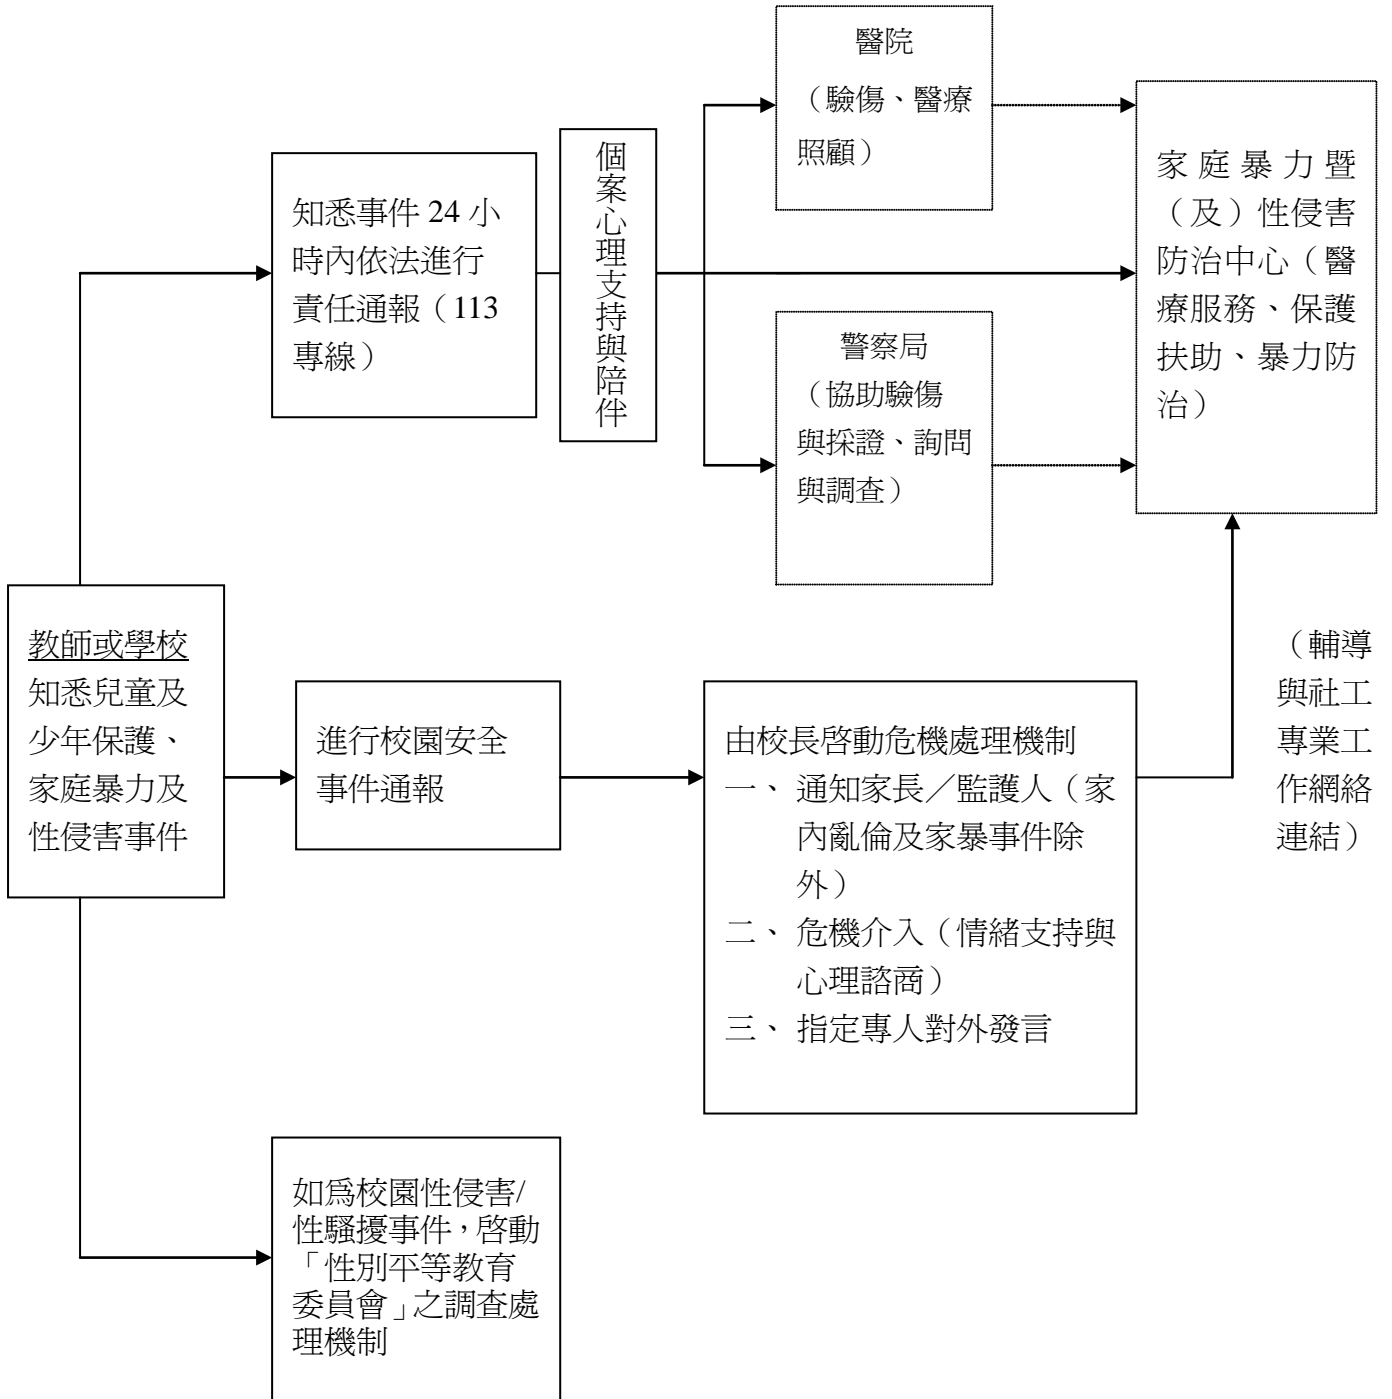 醫院
（驗傷、醫療
照顧）
家庭暴力暨
（及）性侵害
防治中心（醫
療服務、保護
扶助、暴力防
治）
個案心理支持與陪伴
知悉事件 24 小
時內依法進行
責任通報（113
專線）
警察局
（協助驗傷
與採證、詢問
與調查）
教師或學校
知悉兒童及
少年保護、
家庭暴力及
性侵害事件
進行校園安全
事件通報
由校長啓動危機處理機制
一、 通知家長／監護人（家
內亂倫及家暴事件除
外）
二、 危機介入（情緒支持與
心理諮商）
三、 指定專人對外發言
（輔導
與社工
專業工
作網絡
連結）
如爲校園性侵害/
性騷擾事件，啓動
「性別平等教育
委員會」之調查處
理機制